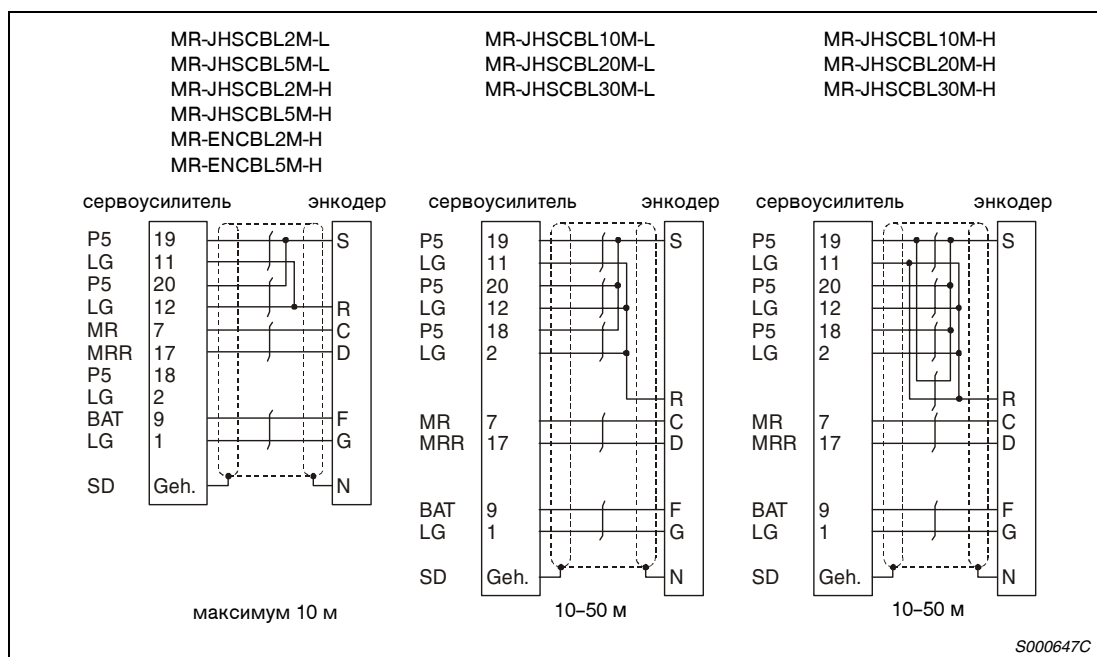 MR-JHSCBL2M-L
MR-JHSCBL5M-L
MR-JHSCBL2M-H
MR-JHSCBL5M-H
MR-ENCBL2M-H
MR-ENCBL5M-H
сервоусилитель энкодер
P5 19 S
LG 11
P5 20
LG 12 R
MR 7 C
MRR 17 D
P5 18
LG 2
BAT 9 F
LG 1 G
SD Geh. N
максимум 10 м
MR-JHSCBL10M-L
MR-JHSCBL20M-L
MR-JHSCBL30M-L
сервоусилитель энкодер
P5 19 S
LG 11
P5 20
LG 12
P5 18
LG 2
R
MR 7 C
MRR 17 D
BAT 9 F
LG 1 G
SD Geh. N
10–50 м
MR-JHSCBL10M-H
MR-JHSCBL20M-H
MR-JHSCBL30M-H
сервоусилитель энкодер
P5 19 S
LG 11
P5 20
LG 12
P5 18
LG 2
R
MR 7 C
MRR 17 D
BAT 9 F
LG 1 G
SD Geh. N
10–50 м
S000647C